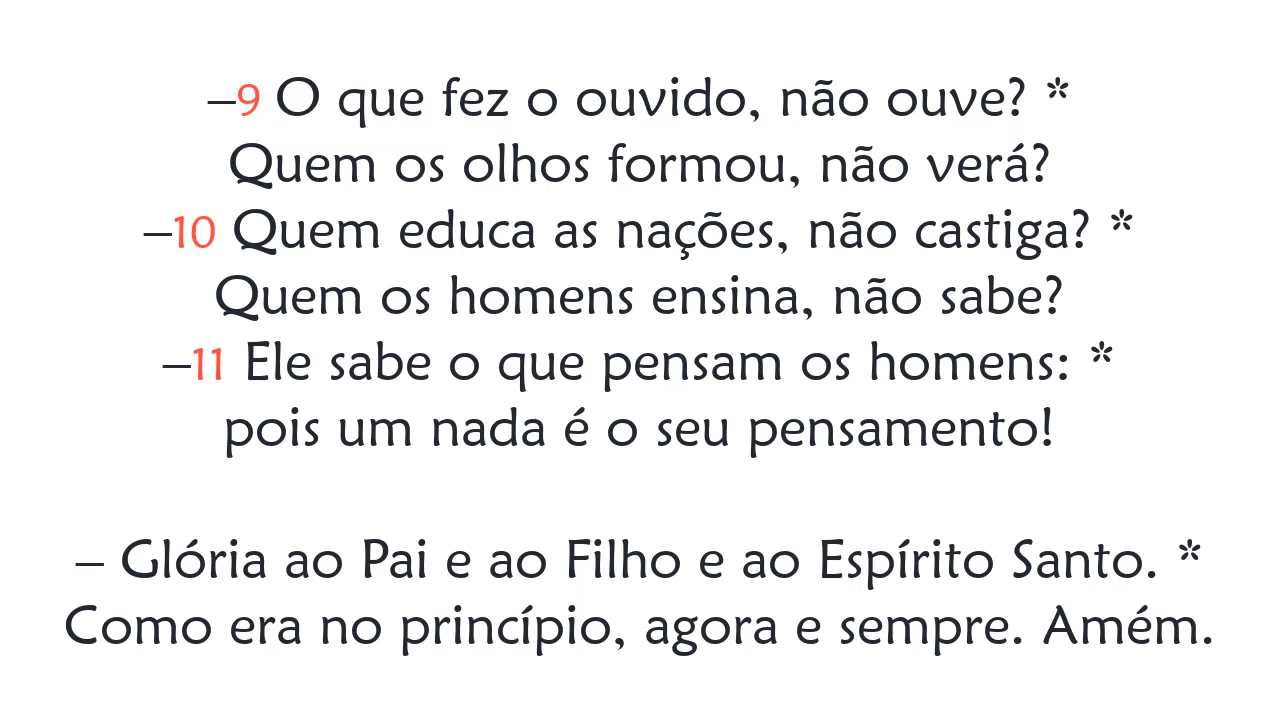 –9 O que fez o ouvido, não ouve? *
Quem os olhos formou, não verá?
–10 Quem educa as nações, não castiga? *
Quem os homens ensina, não sabe?
–11 Ele sabe o que pensam os homens: *
pois um nada é o seu pensamento!
– Glória ao Pai e ao Filho e ao Espírito Santo. *
Como era no princípio, agora e sempre. Amém.